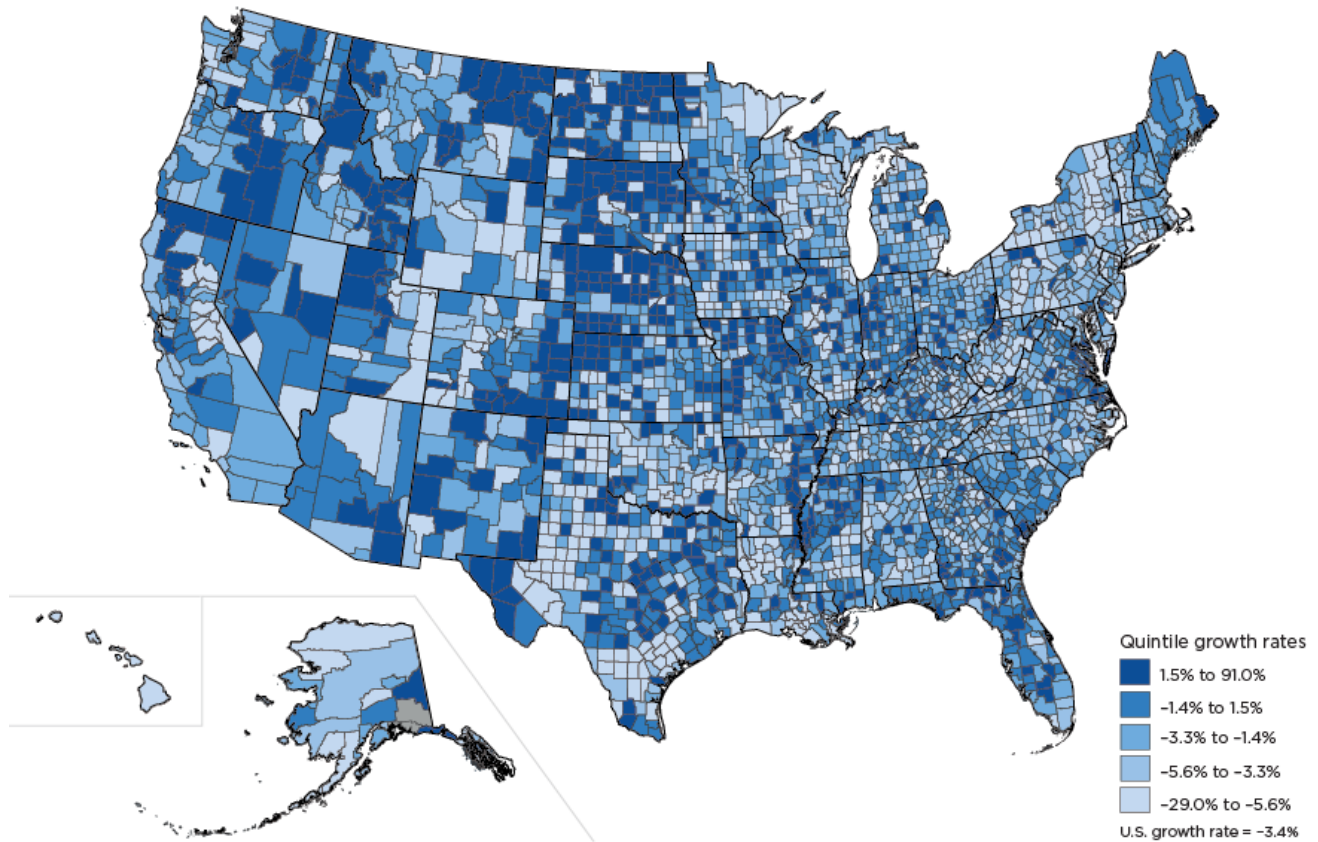 Quintile growth rates
1.5% to 91.0%
–1.4% to 1.5%
–3.3% to –1.4%
–5.6% to –3.3%
–29.0% to –5.6%
U.S. growth rate = –3.4%